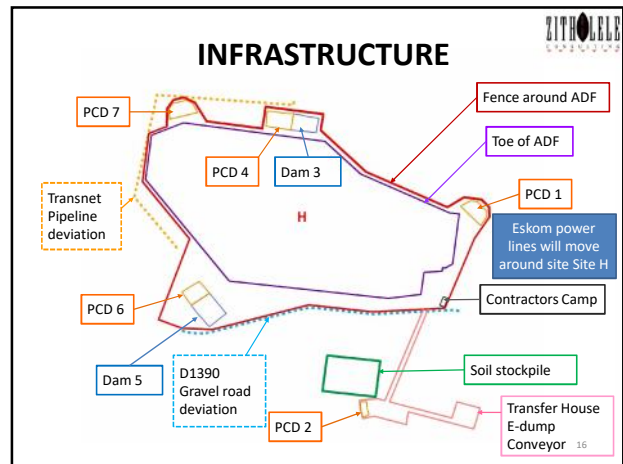 ZITHOLELE
CONSULTING
INFRASTRUCTURE
PCD 7
Fence around ADF
PCD 4
Dam 3
Toe of ADF
PCD 1
Transnet
Pipeline
deviation
H
Eskom power
lines will move
around site Site H
Contractors Camp
PCD 6
Dam 5
D1390
Gravel road
deviation
Soil stockpile
PCD 2
Transfer House
E-dump
Conveyor
16